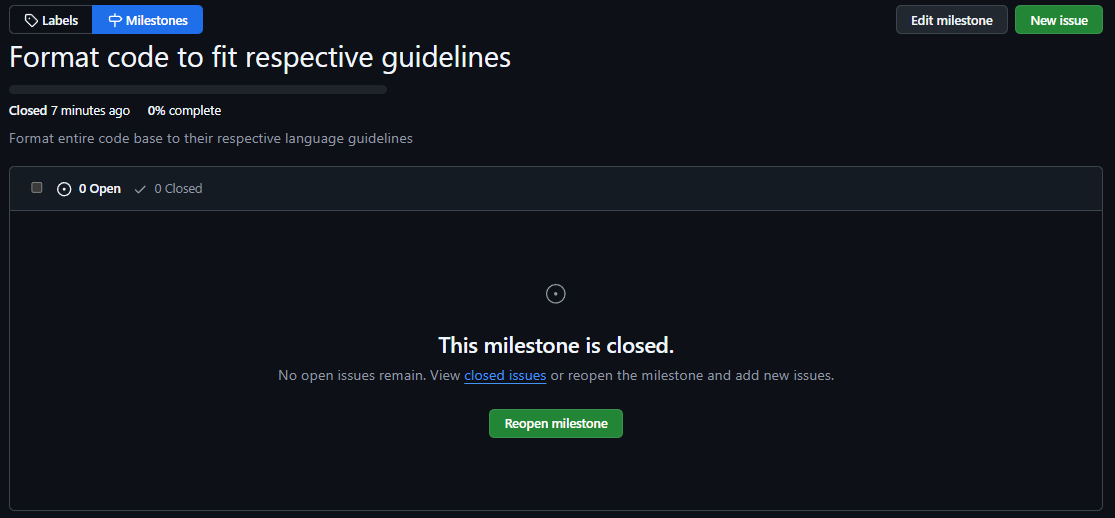 Labels Milestones Edit milestone New issue
Format code to fit respective guidelines
Closed 7 minutes ago 0% complete
Format entire code base to their respective language guidelines
0 Open 0 Closed
This milestone is closed.
No open issues remain. View closed issues or reopen the milestone and add new issues.
Reopen milestone